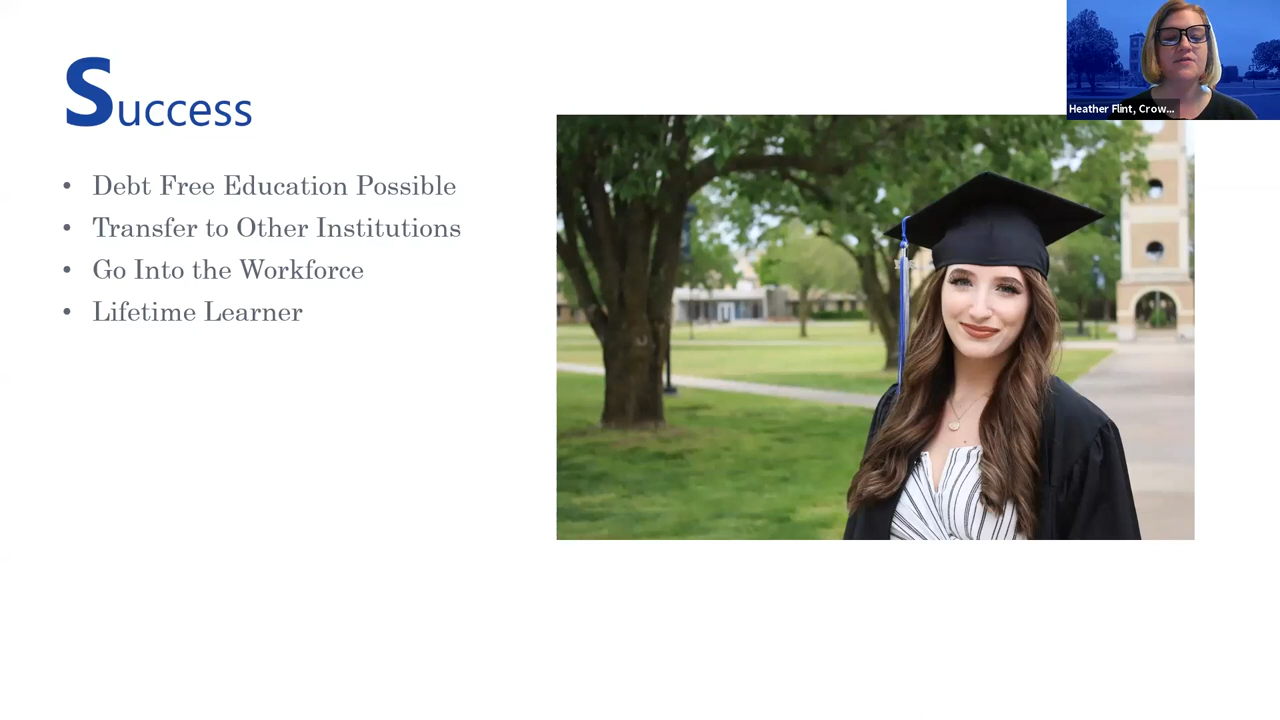 Success
• Debt Free Education Possible
• Transfer to Other Institutions
• Go Into the Workforce
• Lifetime Learner
Heather Flint, Crow...